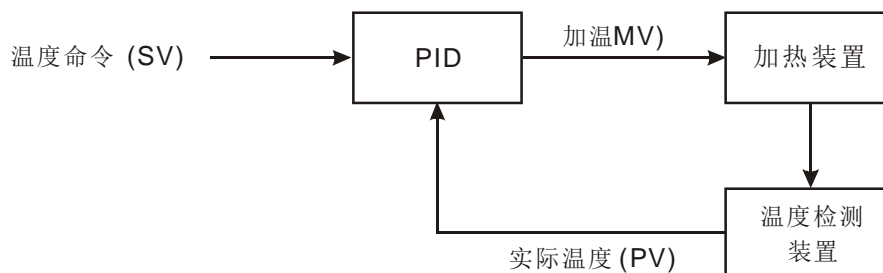 温度命令 (SV)
PID
加温MV)
加热装置
温度检测
装置
实际温度 (PV)